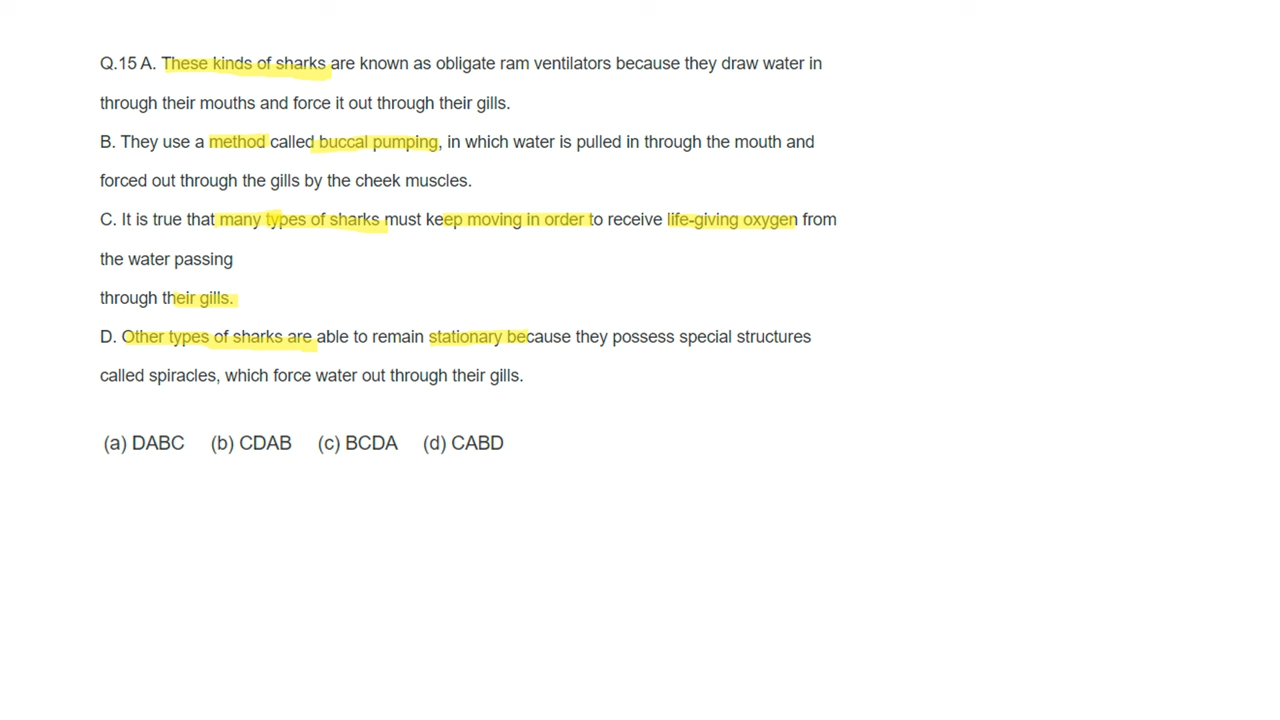 Q.15 A. These kinds of sharks are known as obligate ram ventilators because they draw water in
through their mouths and force it out through their gills.
B. They use a method called buccal pumping, in which water is pulled in through the mouth and
forced out through the gills by the cheek muscles.
C. It is true that many types of sharks must keep moving in order to receive life-giving oxygen from
the water passing
through their gills.
D. Other types of sharks are able to remain stationary because they possess special structures
called spiracles, which force water out through their gills.
(a) DABC (b) CDAB (c) BCDA (d) CABD